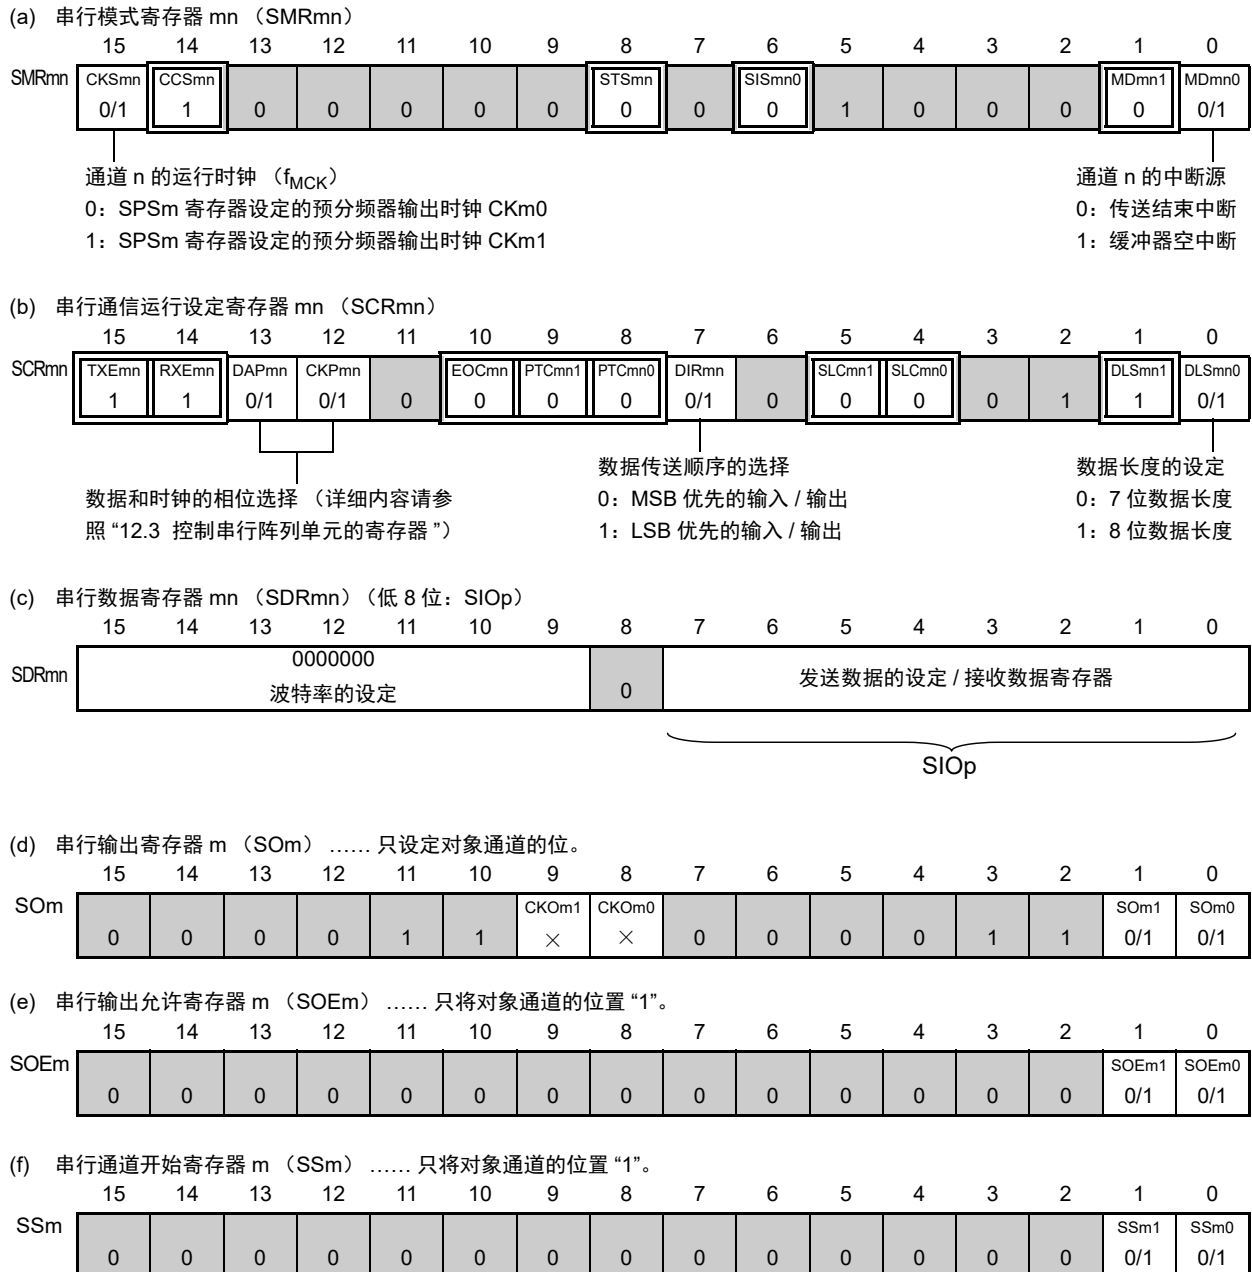 (a) 串行模式寄存器 mn （SMRmn）
15 14 13 12 11 10 9 8 7 6 5 4 3 2 1 0
SMRmn CKSmn CCSmn STSmn SISmn0 MDmn1 MDmn0
0/1 1 0 0 0 0 0 0 0 0 1 0 0 0 0 0/1
通道 n 的运行时钟 （fMCK）
0：SPSm 寄存器设定的预分频器输出时钟 CKm0
1：SPSm 寄存器设定的预分频器输出时钟 CKm1
通道 n 的中断源
0：传送结束中断
1：缓冲器空中断
(b) 串行通信运行设定寄存器 mn （SCRmn）
15 14 13 12 11 10 9 8 7 6 5 4 3 2 1 0
SCRmn TXEmn RXEmn DAPmn CKPmn EOCmn PTCmn1 PTCmn0 DIRmn SLCmn1 SLCmn0 DLSmn1 DLSmn0
1 1 0/1 0/1 0 0 0 0 0/1 0 0 0 0 1 1 0/1
数据和时钟的相位选择 （详细内容请参
照 “12.3 控制串行阵列单元的寄存器 ”）
数据传送顺序的选择
0：MSB 优先的输入 / 输出
1：LSB 优先的输入 / 输出
数据长度的设定
0：7 位数据长度
1：8 位数据长度
(c) 串行数据寄存器 mn （SDRmn）（低 8 位：SIOp）
15 14 13 12 11 10 9 8 7 6 5 4 3 2 1 0
SDRmn
0000000
波特率的设定
0
发送数据的设定 / 接收数据寄存器
SIOp
(d) 串行输出寄存器 m （SOm） …… 只设定对象通道的位。
15 14 13 12 11 10 9 8 7 6 5 4 3 2 1 0
SOm CKOm1 CKOm0 SOm1 SOm0
0 0 0 0 1 1 × × 0 0 0 0 1 1 0/1 0/1
(e) 串行输出允许寄存器 m （SOEm） …… 只将对象通道的位置 “1”。
15 14 13 12 11 10 9 8 7 6 5 4 3 2 1 0
SOEm SOEm1 SOEm0
0 0 0 0 0 0 0 0 0 0 0 0 0 0 0/1 0/1
(f) 串行通道开始寄存器 m （SSm） …… 只将对象通道的位置 “1”。
15 14 13 12 11 10 9 8 7 6 5 4 3 2 1 0
SSm SSm1 SSm0
0 0 0 0 0 0 0 0 0 0 0 0 0 0 0/1 0/1